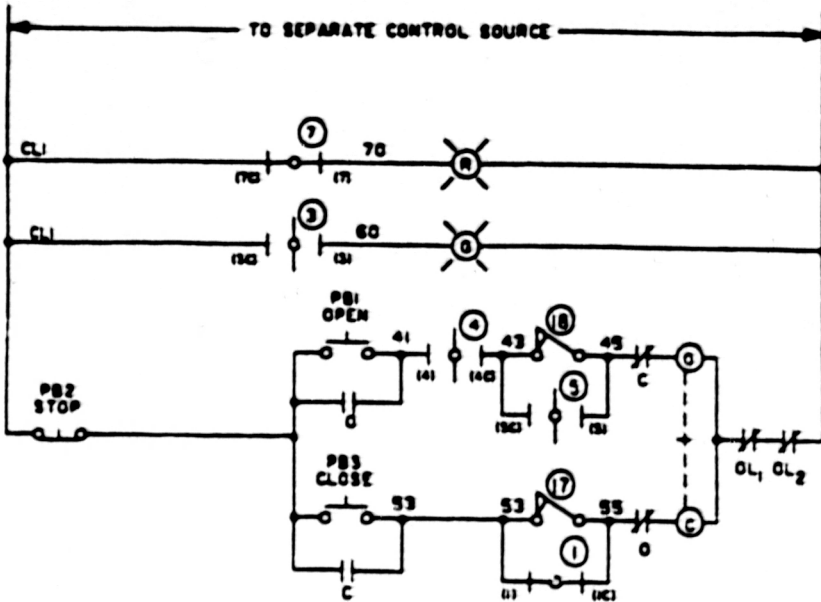 TO SEPARATE CONTROL SOURCE
7
CL1 70 R
(7C) (7)
3
CL1 60 G
(3C) (3)
PB1
OPEN
41 4 43 18 45
(4) (4C) C O
PB2
STOP
O
5
(5C) (5)
OL1 OL2
PB3
CLOSE
53 53 17 55
C
O
C
1
(1) (1C)